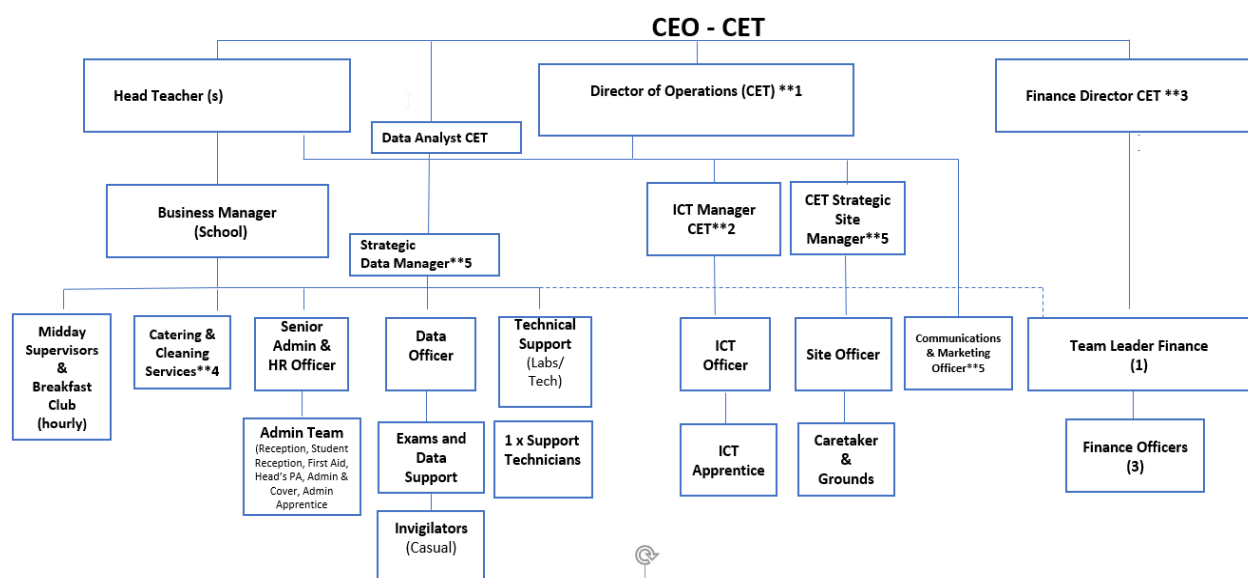 CEO - CET
Head Teacher (s)
Director of Operations (CET) **1
Finance Director CET **3
Data Analyst CET
Business Manager
(School)
ICT Manager
CET**2
CET Strategic
Site
Manager**5
Strategic
Data Manager**5
Midday
Supervisors
&
Breakfast
Club
(hourly)
Catering &
Cleaning
Services**4
Senior
Admin &
HR Officer
Data
Officer
Technical
Support
(Labs/
Tech)
ICT
Officer
Site Officer
Communications
& Marketing
Officer**5
Team Leader Finance
(1)
Admin Team
(Reception, Student
Reception, First Aid,
Head's PA, Admin &
Cover, Admin
Apprentice
Exams and
Data
Support
1 x Support
Technicians
ICT
Apprentice
Caretaker
&
Grounds
Finance Officers
(3)
Invigilators
(Casual)